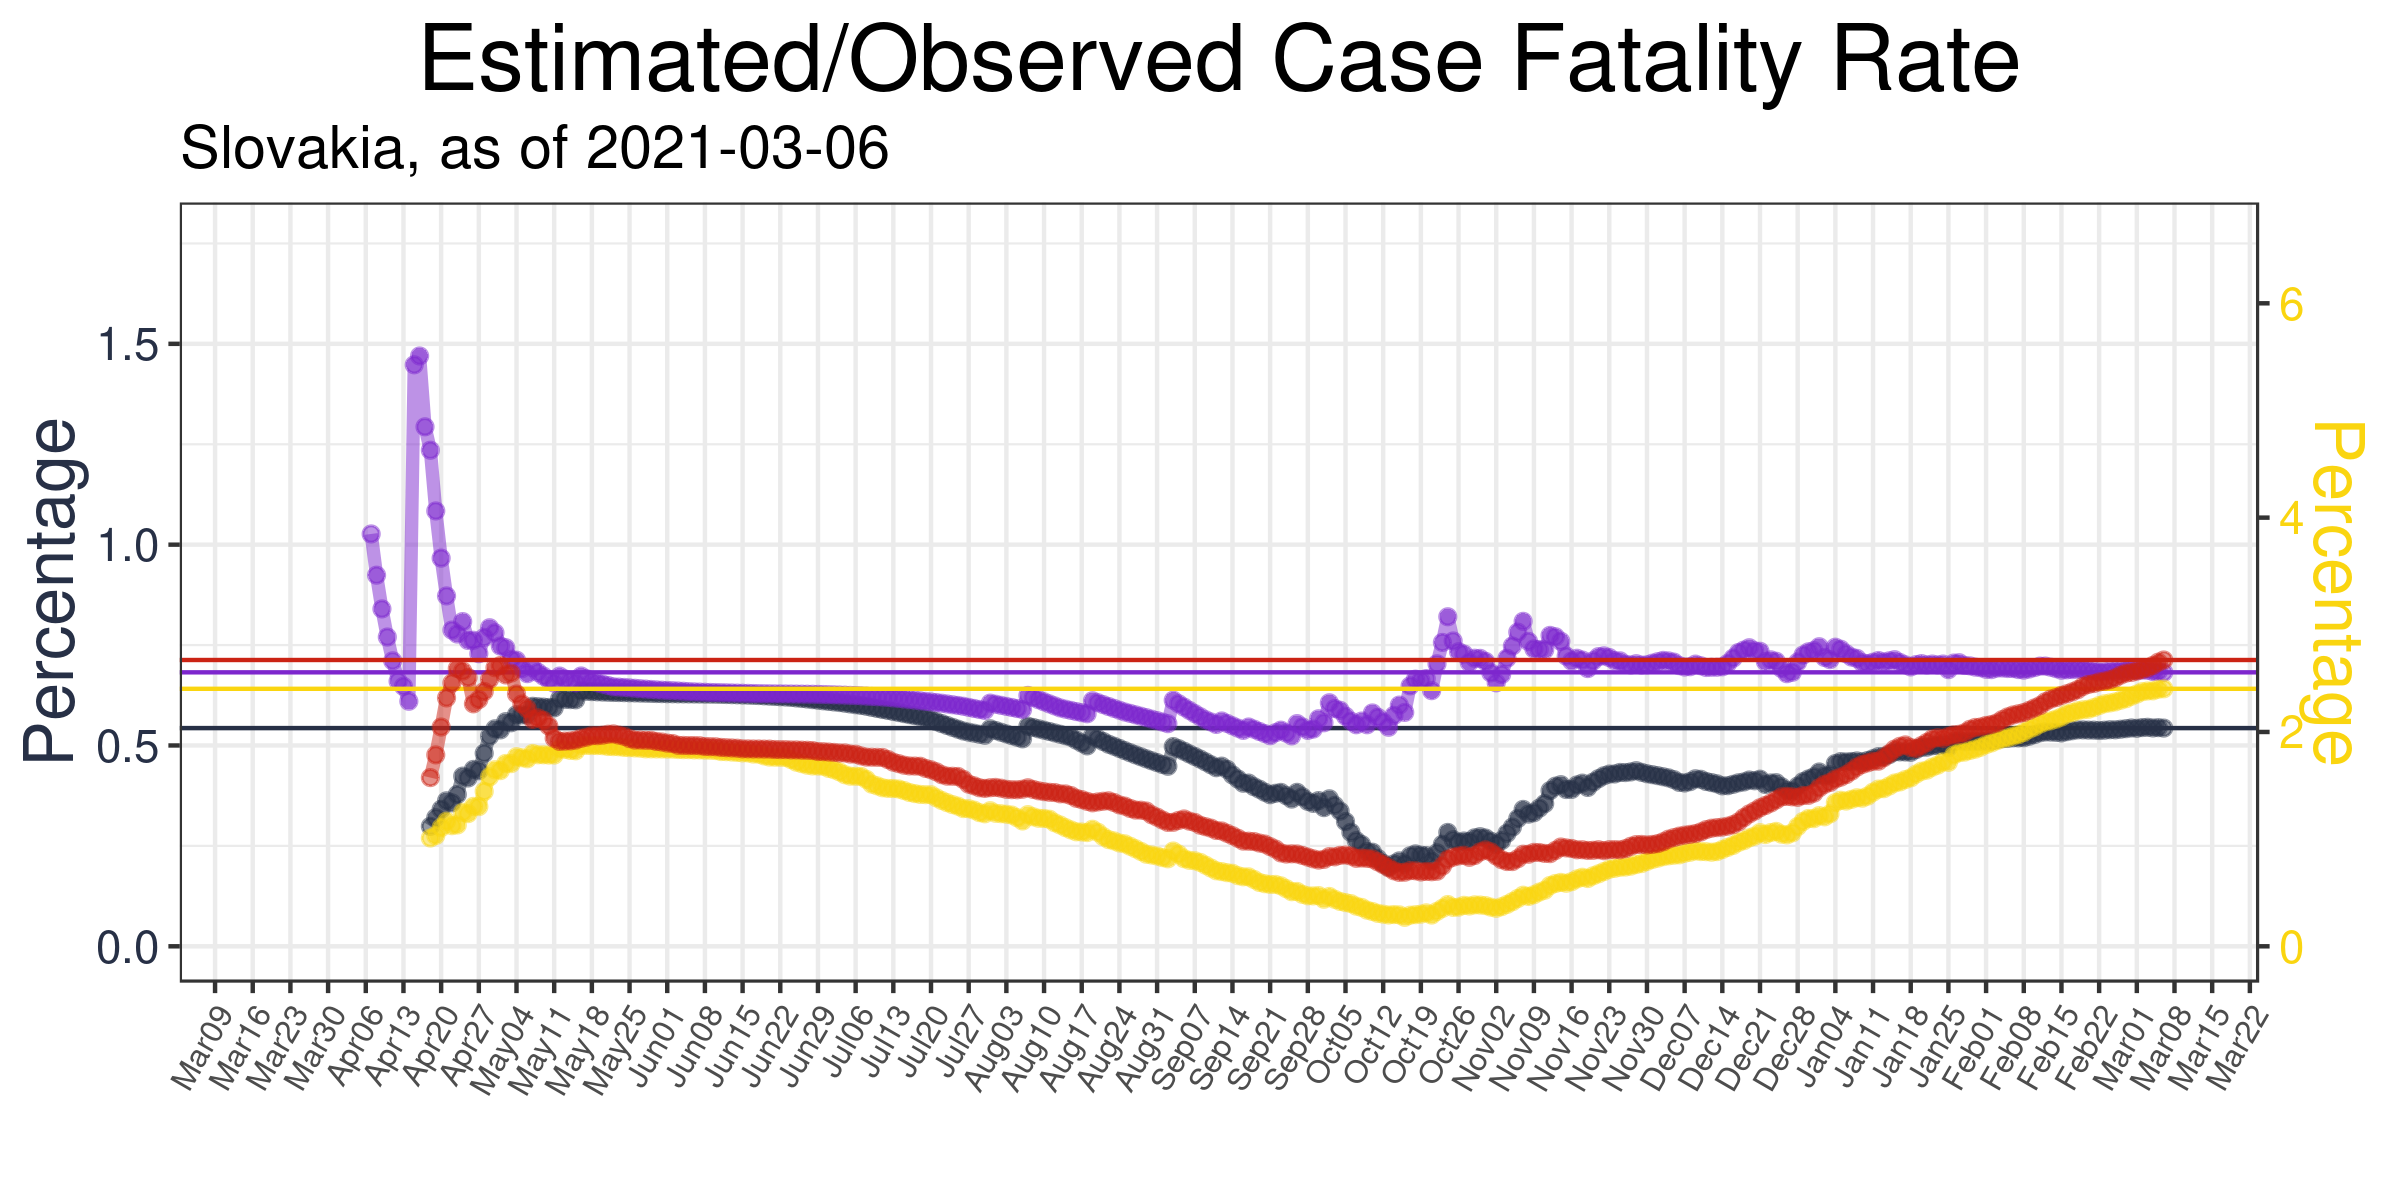 Estimated/Observed Case Fatality Rate
Slovakia, as of 2021-03-06
Percentage
1.5
1.0
0.5
0.0
6
4
2
0
Percentage
Mar09
Mar16
Mar23
Mar30
Apr06
Apr13
Apr20
Apr27
May04
May11
May18
May25
Jun01
Jun08
Jun15
Jun22
Jun29
Jul06
Jul13
Jul20
Jul27
Aug03
Aug10
Aug17
Aug24
Aug31
Sep07
Sep14
Sep21
Sep28
Oct05
Oct12
Oct19
Oct26
Nov02
Nov09
Nov16
Nov23
Nov30
Dec07
Dec14
Dec21
Dec28
Jan04
Jan11
Jan18
Jan25
Feb01
Feb08
Feb15
Feb22
Mar01
Mar08
Mar15
Mar22